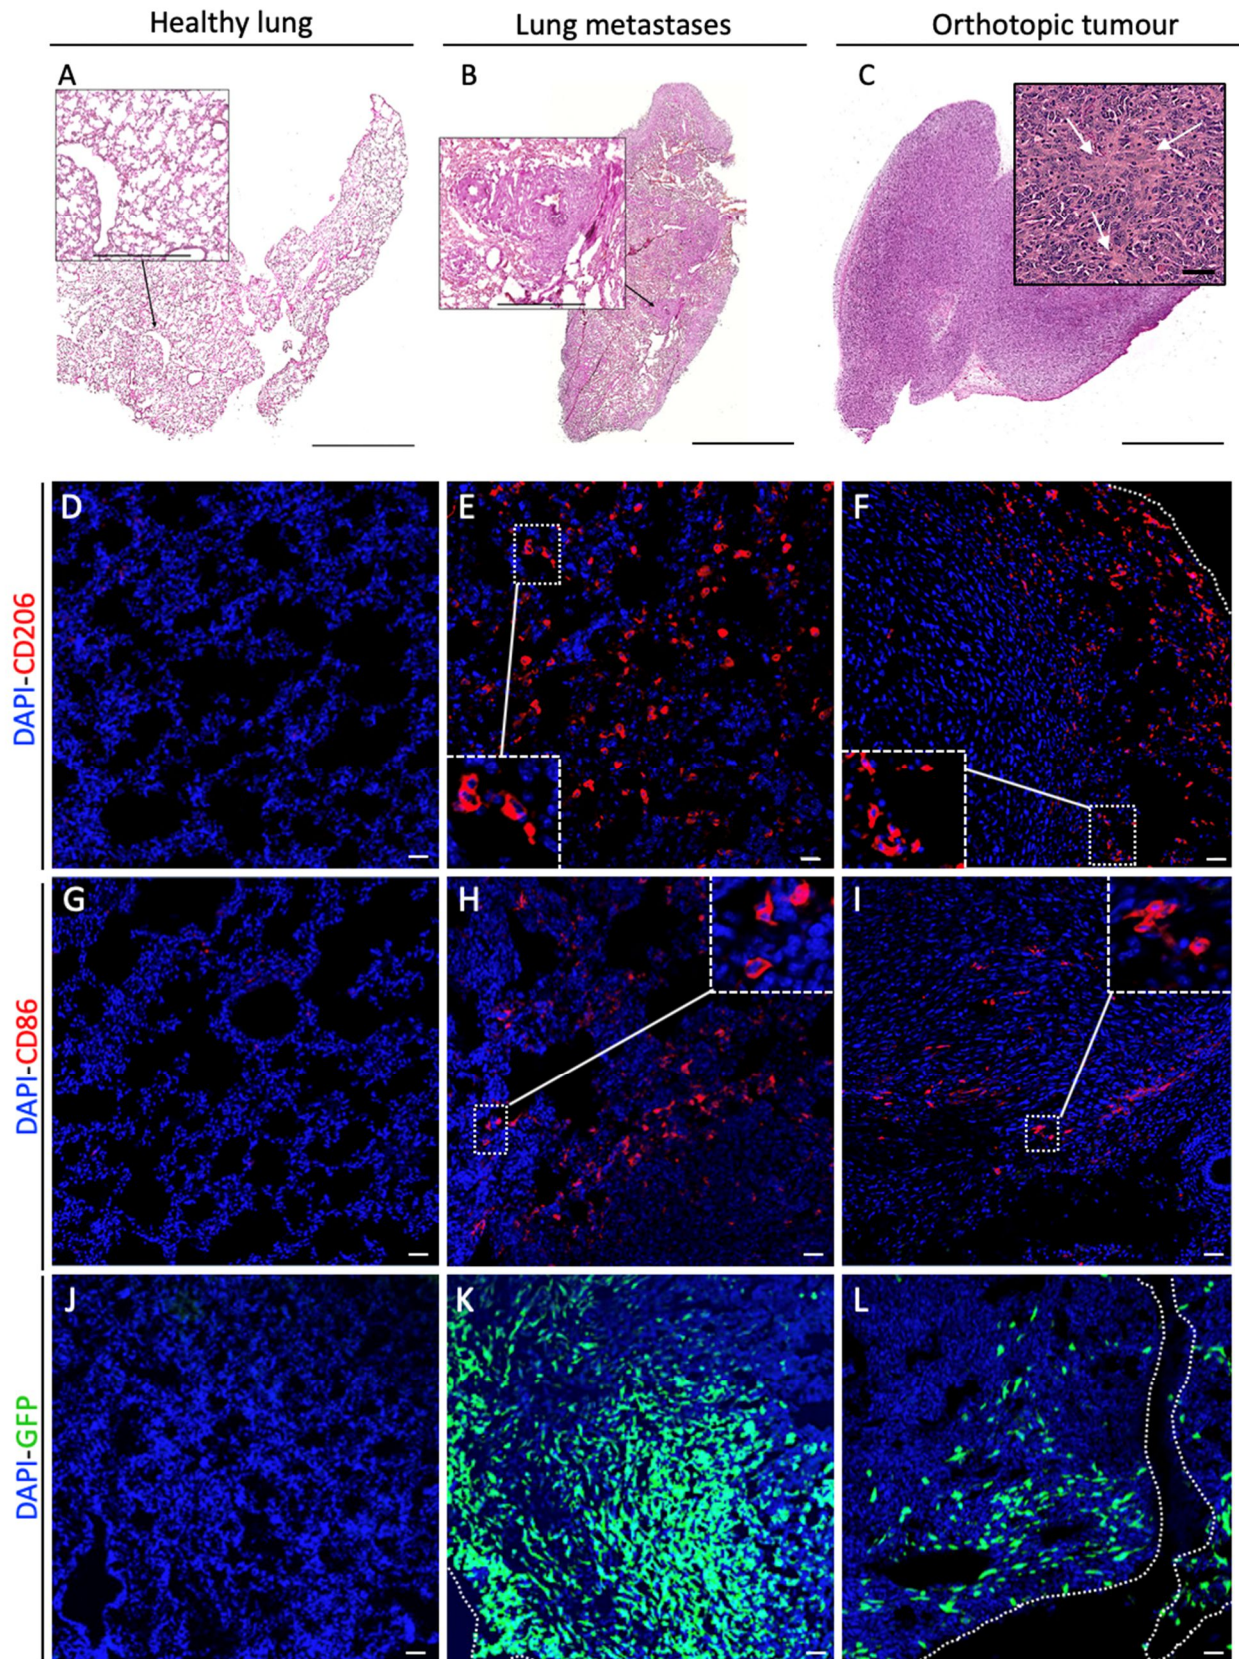 Healthy lung
Lung metastases
Orthotopic tumour
A
B
C
DAPI-CD206
D
E
F
DAPI-CD86
G
H
I
DAPI-GFP
J
K
L